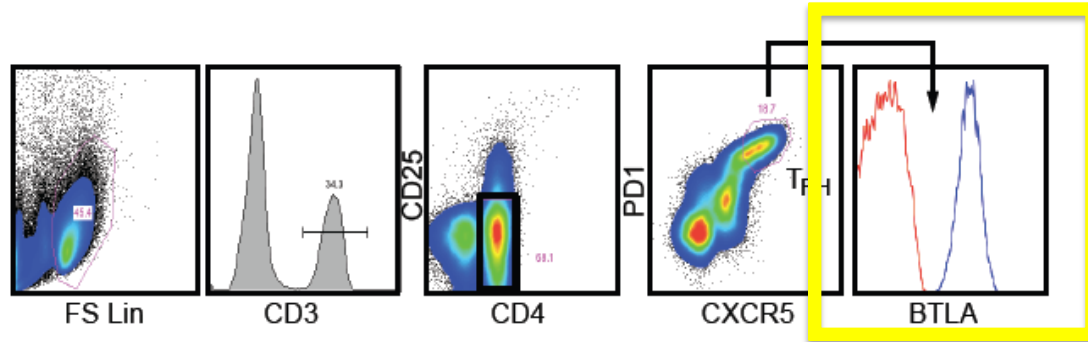 18.7
34.3
45.4
CD25
PD1
TFH
68.1
FS Lin
CD3
CD4
CXCR5
BTLA